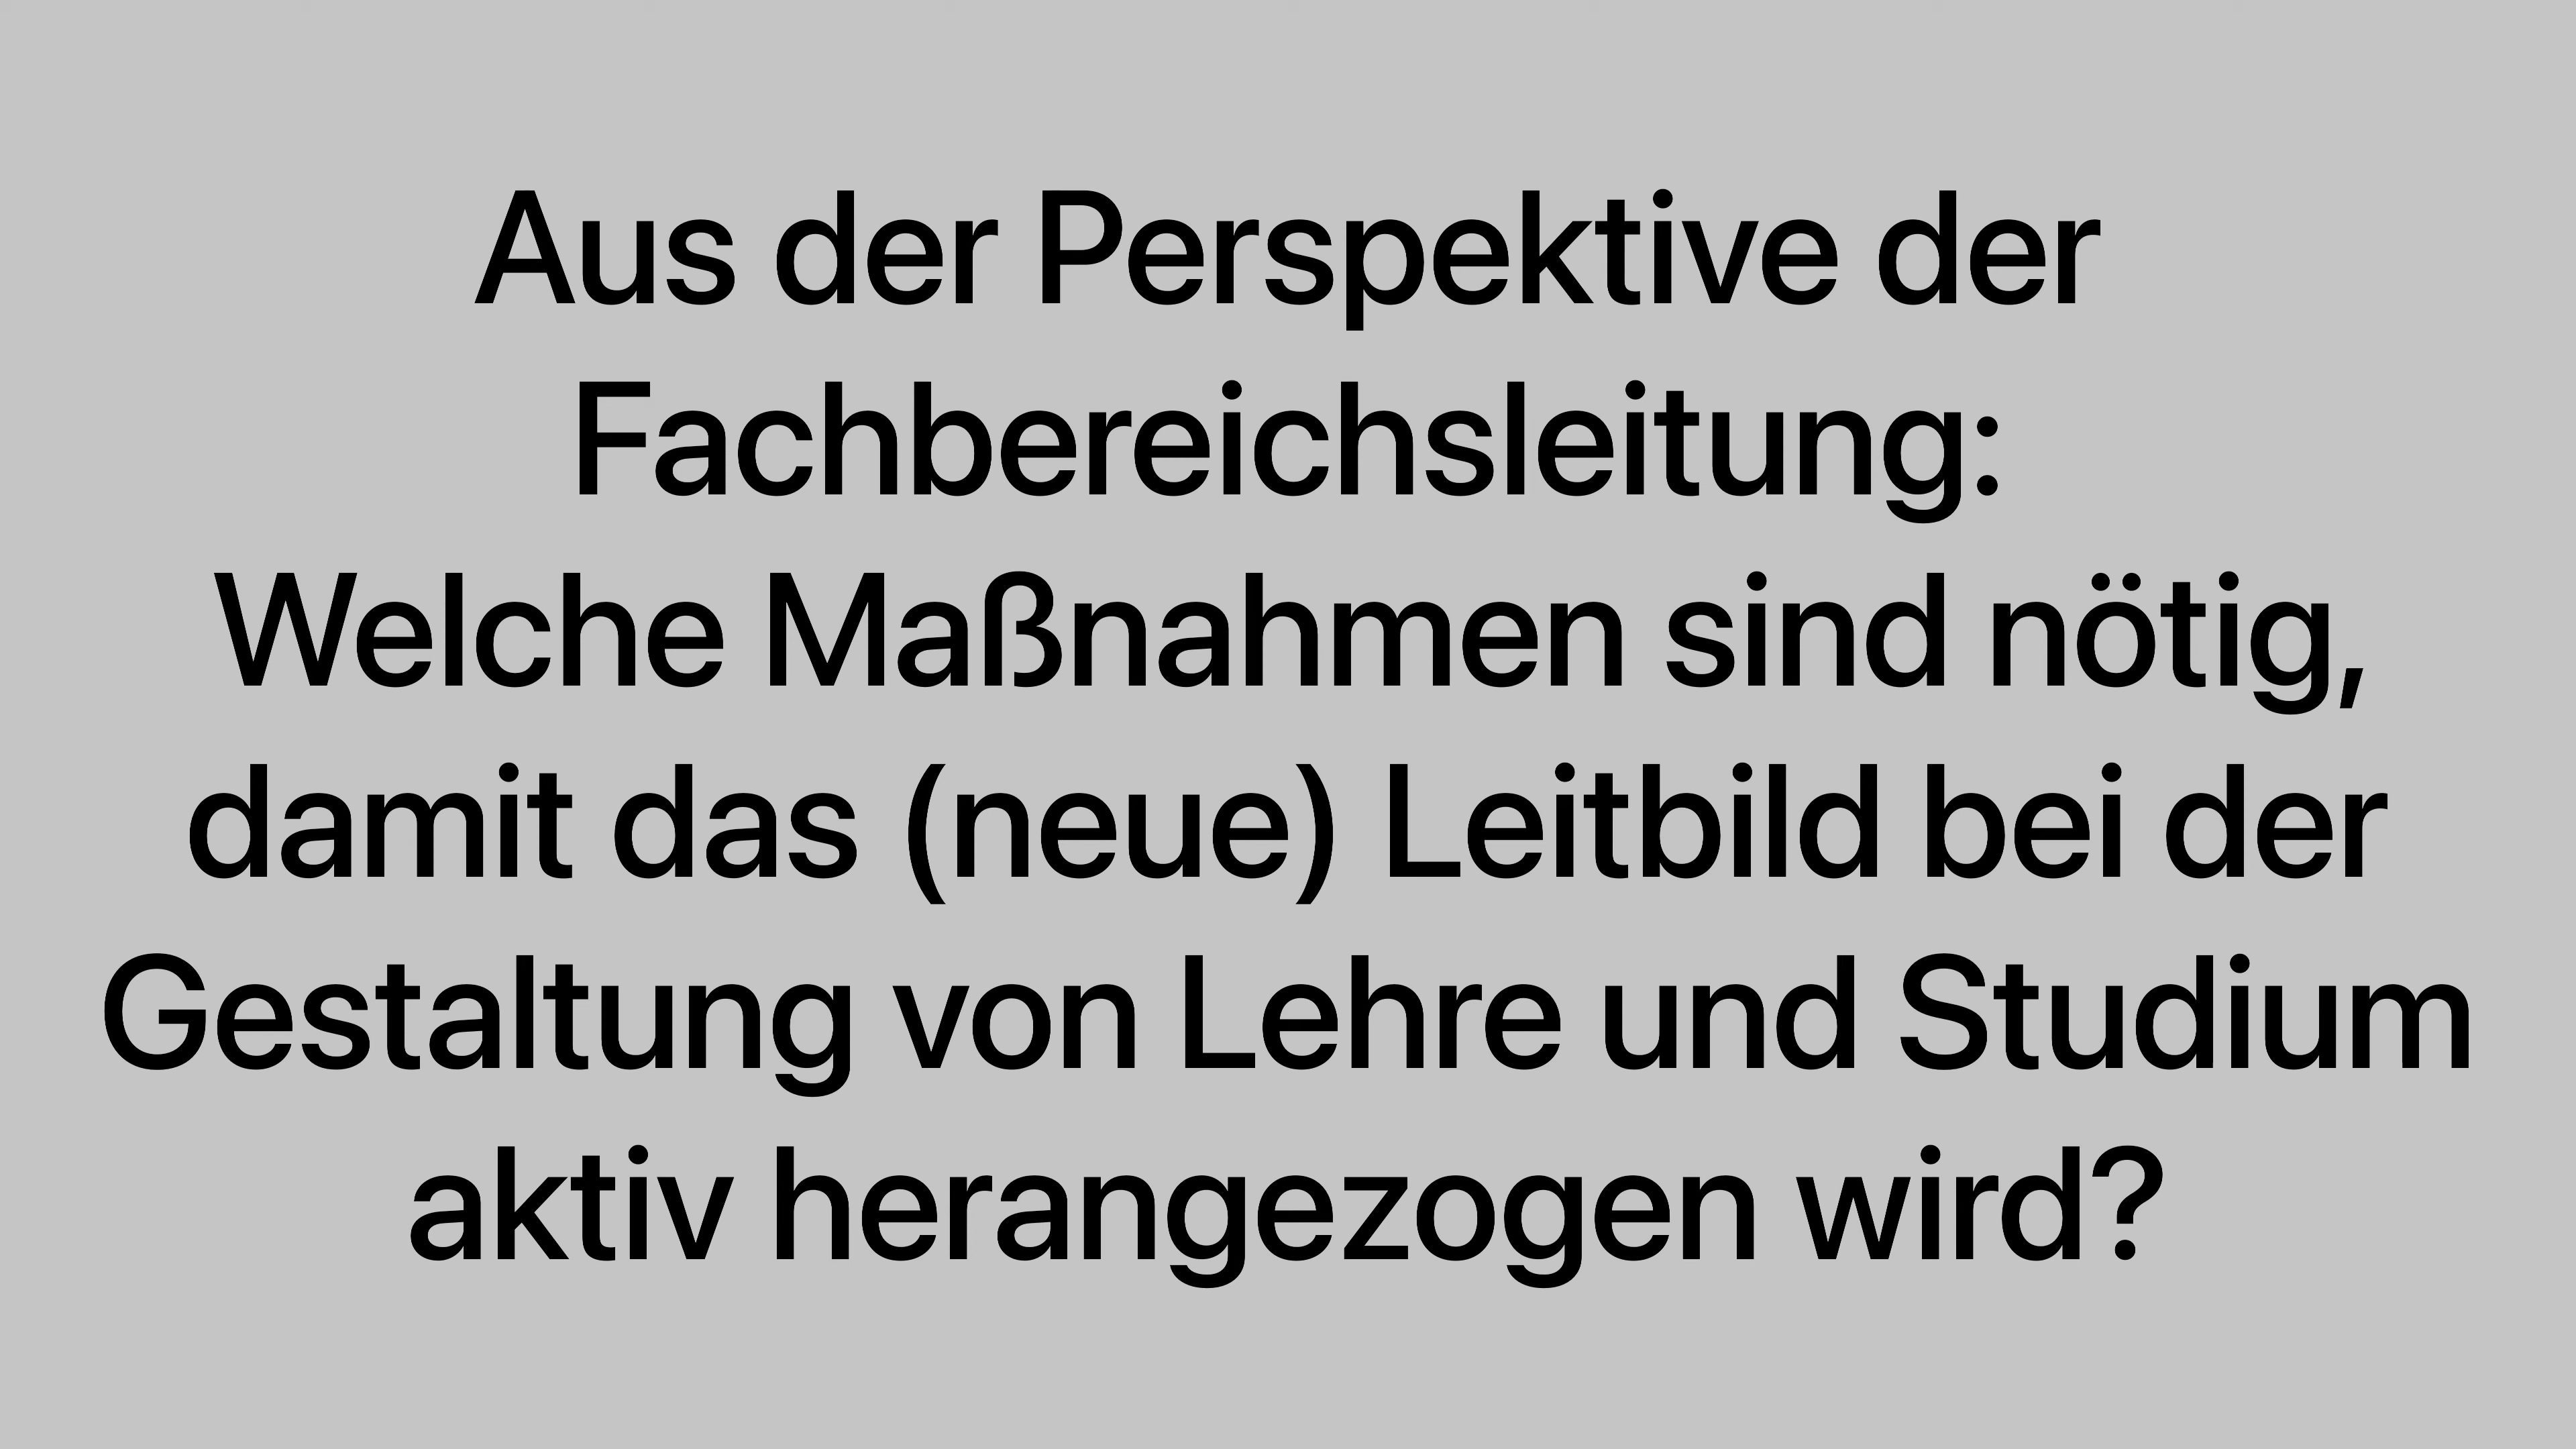 Aus der Perspektive der
Fachbereichsleitung:
Welche Maßnahmen sind nötig,
damit das (neue) Leitbild bei der
Gestaltung von Lehre und Studium
aktiv herangezogen wird?